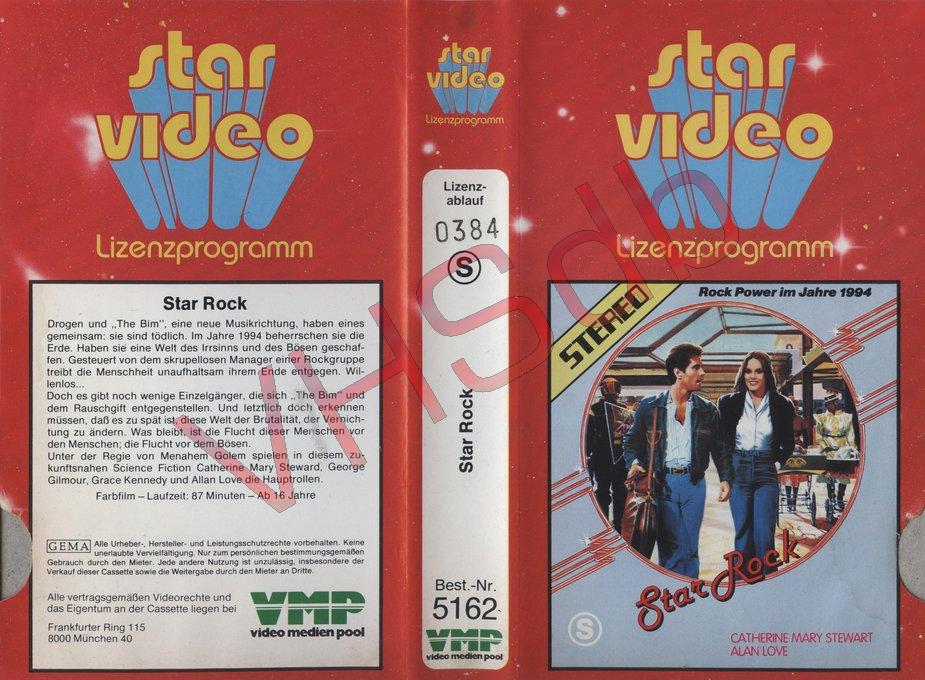 star
video
Lizenzprogramm
Star Rock
Drogen und „The Bim”, eine neue Musikrichtung, haben eines
gemeinsam: sie sind tödlich. Im Jahre 1994 beherrschen sie die
Erde. Haben sie eine Welt des Irrsinns und des Bösen geschaf-
fen. Gesteuert von dem skrupellosen Manager einer Rockgruppe
treibt die Menschheit unaufhaltsam ihrem Ende entgegen. Wil-
lenlos...
Doch es gibt noch wenige Einzelgänger, die sich „The Bim” und
dem Rauschgift entgegenstellen. Und letztlich doch erkennen
müssen, daß es zu spät ist, diese Welt der Brutalität, der Vernich-
tung zu ändern. Was bleibt, ist die Flucht dieser Menschen vor
den Menschen; die Flucht vor dem Bösen.
Unter der Regie von Menahem Golchem spielen in diesem zu-
kunftsnahen Science Fiction Catherine Mary Steward, George
Gilmour, Grace Kennedy und Allan Love die Hauptrollen.
Farbfilm – Laufzeit: 87 Minuten – Ab 16 Jahre
GEMA Alle Urheber-, Hersteller- und Leistungsschutzrechte vorbehalten. Keine
unerlaubte Vervielfältigung. Nur zum persönlichen bestimmungsgemäßen
Gebrauch durch den Mieter. Jede andere Nutzung ist unzulässig, insbesondere der
Verkauf dieser Cassette sowie die Weitergabe durch den Mieter an Dritte.
Alle vertragsgemäßen Videorechte und
das Eigentum an der Cassette liegen bei
Frankfurter Ring 115
8000 München 40
VMP
video medien pool
star
video
Lizenzprogramm
Lizenz-
ablauf
0384
S
Star Rock
Best.-Nr.
5162
VMP
video medien pool
star
video
Lizenzprogramm
Rock Power im Jahre 1994
STEREO
Star Rock
S
CATHERINE MARY STEWART
ALAN LOVE
VHSdb